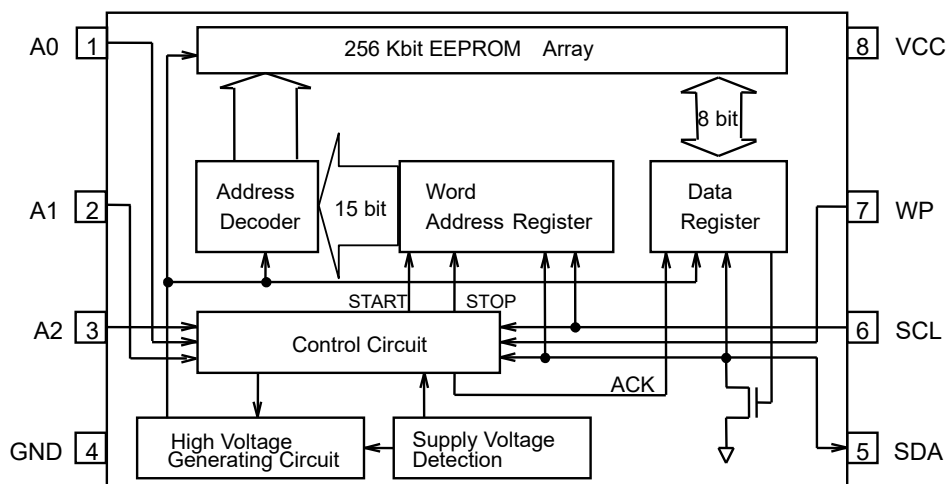 A0
1
256 Kbit EEPROM Array
8
VCC
8 bit
A1
2
Address
Decoder
15 bit
Word
Address Register
Data
Register
7
WP
START
STOP
A2
3
Control Circuit
6
SCL
ACK
GND
4
High Voltage
Generating Circuit
Supply Voltage
Detection
5
SDA